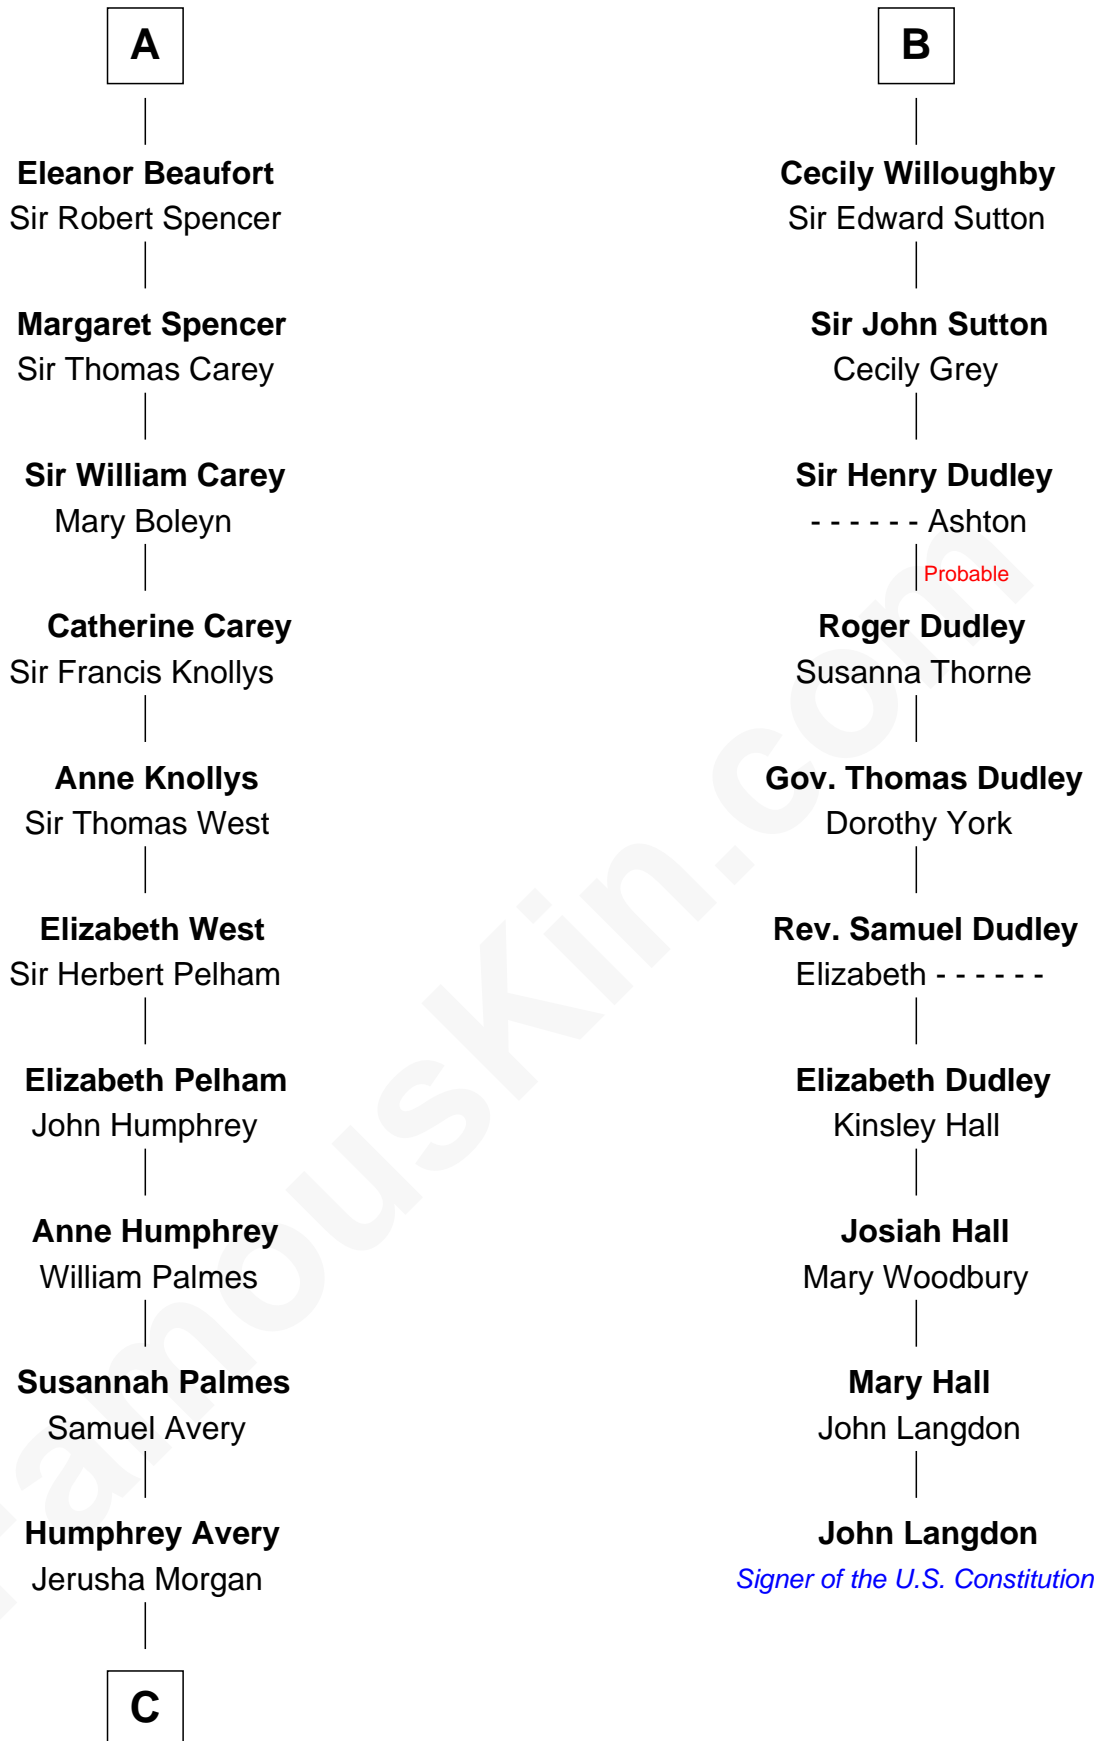 A
Eleanor Beaufort
Sir Robert Spencer
Margaret Spencer
Sir Thomas Carey
Sir William Carey
Mary Boleyn
Catherine Carey
Sir Francis Knollys
Anne Knollys
Sir Thomas West
Elizabeth West
Sir Herbert Pelham
Elizabeth Pelham
John Humphrey
Anne Humphrey
William Palmes
Susannah Palmes
Samuel Avery
Humphrey Avery
Jerusha Morgan
C
B
Cecily Willoughby
Sir Edward Sutton
Sir John Sutton
Cecily Grey
Sir Henry Dudley
- - - - - - Ashton
Probable
Roger Dudley
Susanna Thorne
Gov. Thomas Dudley
Dorothy York
Rev. Samuel Dudley
Elizabeth - - - - - -
Elizabeth Dudley
Kinsley Hall
Josiah Hall
Mary Woodbury
Mary Hall
John Langdon
John Langdon
Signer of the U.S. Constitution
FamousKin.com